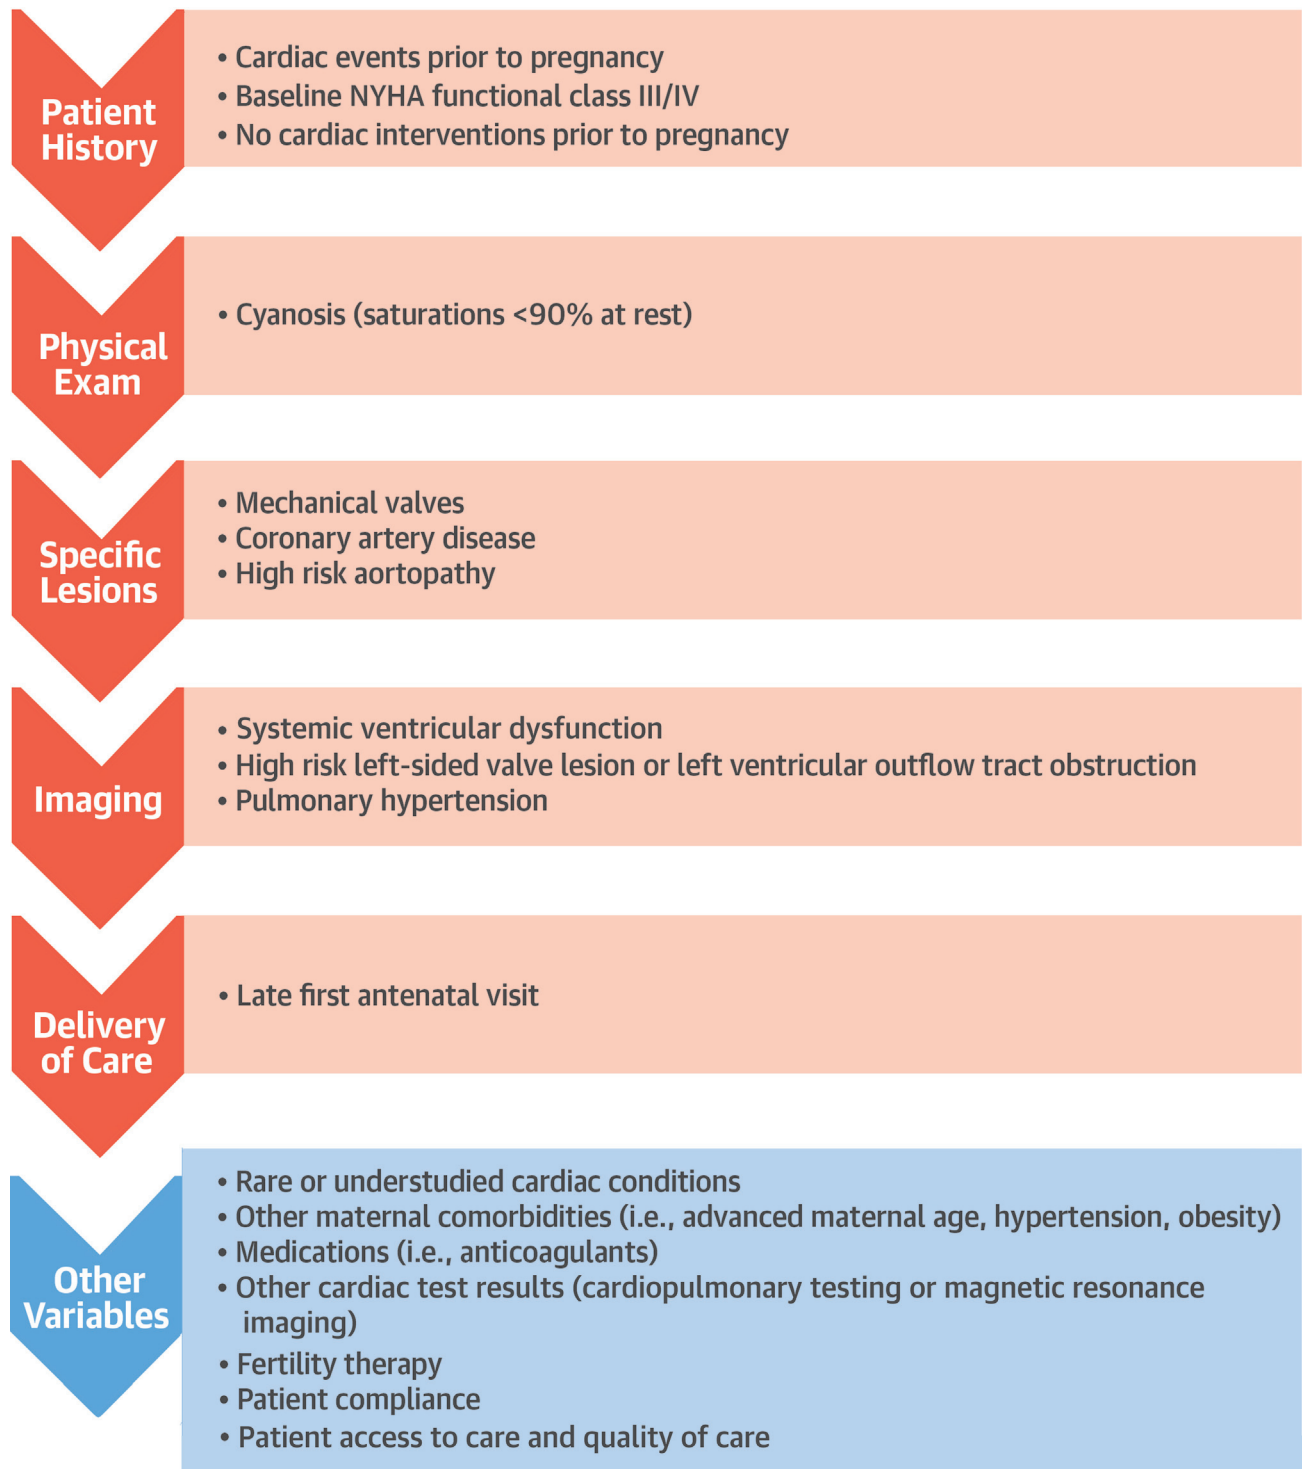 Patient
History
• Cardiac events prior to pregnancy
• Baseline NYHA functional class III/IV
• No cardiac interventions prior to pregnancy
Physical
Exam
• Cyanosis (saturations <90% at rest)
Specific
Lesions
• Mechanical valves
• Coronary artery disease
• High risk aortopathy
Imaging
• Systemic ventricular dysfunction
• High risk left-sided valve lesion or left ventricular outflow tract obstruction
• Pulmonary hypertension
Delivery
of Care
• Late first antenatal visit
Other
Variables
• Rare or understudied cardiac conditions
• Other maternal comorbidities (i.e., advanced maternal age, hypertension, obesity)
• Medications (i.e., anticoagulants)
• Other cardiac test results (cardiopulmonary testing or magnetic resonance
imaging)
• Fertility therapy
• Patient compliance
• Patient access to care and quality of care